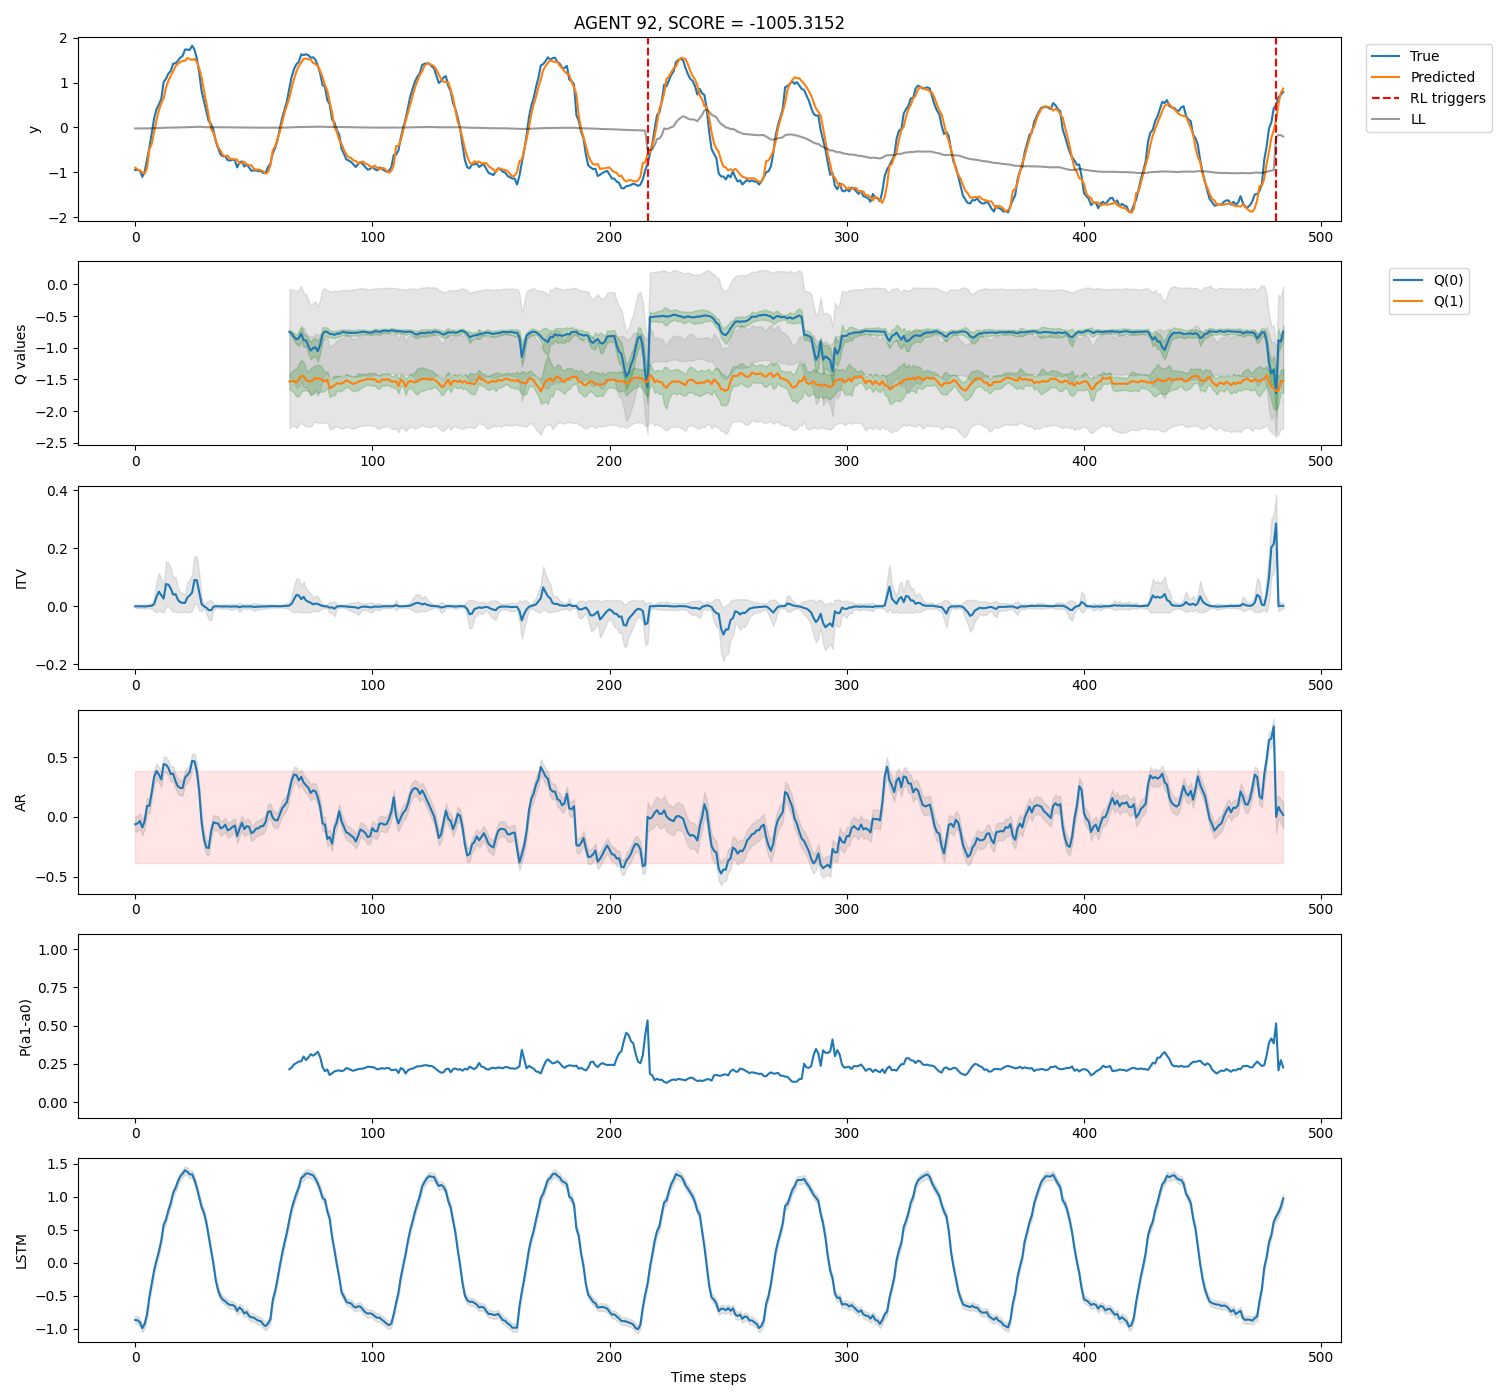 AGENT 92, SCORE = -1005.3152
y
2
1
0
−1
−2
0 100 200 300 400 500
True
Predicted
RL triggers
LL
Q values
0.0
−0.5
−1.0
−1.5
−2.0
−2.5
0 100 200 300 400 500
Q(0)
Q(1)
ITV
0.4
0.2
0.0
−0.2
0 100 200 300 400 500
AR
0.5
0.0
−0.5
0 100 200 300 400 500
P(a1-a0)
1.00
0.75
0.50
0.25
0.00
0 100 200 300 400 500
LSTM
1.5
1.0
0.5
0.0
−0.5
−1.0
0 100 200 300 400 500
Time steps